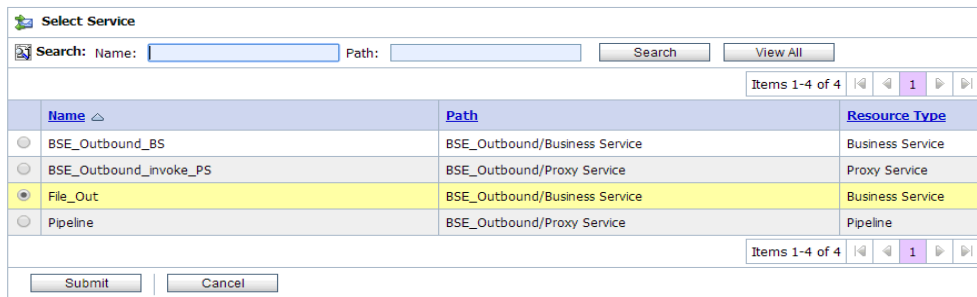 Select Service
Search: Name: Path: Search View All
Items 1-4 of 4 1
Name Path Resource Type
BSE_Outbound_BS BSE_Outbound/Business Service Business Service
BSE_Outbound_invoke_PS BSE_Outbound/Proxy Service Proxy Service
File_Out BSE_Outbound/Business Service Business Service
Pipeline BSE_Outbound/Proxy Service Pipeline
Items 1-4 of 4 1
Submit Cancel